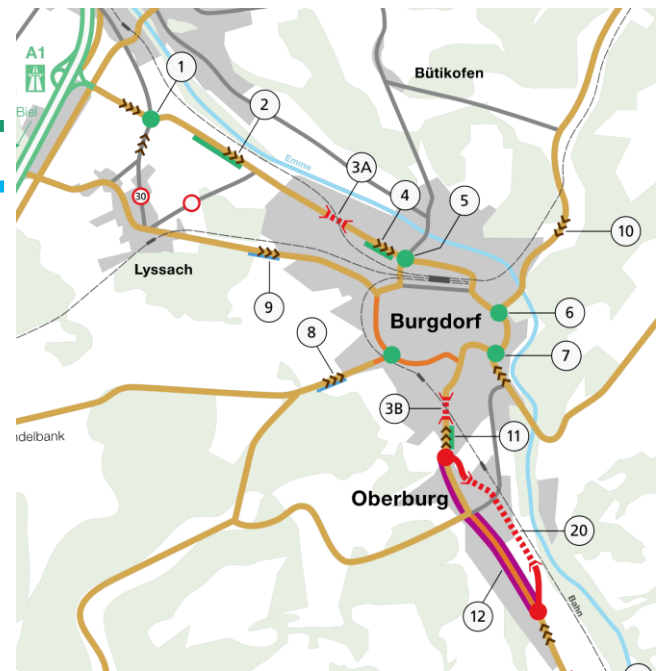 A1
Biel
1
2
Bütikofen
Emme
3A
4
5
30
10
Lyssach
9
Burgdorf
6
7
8
3B
ndelbank
11
Oberburg
20
12
Bahn